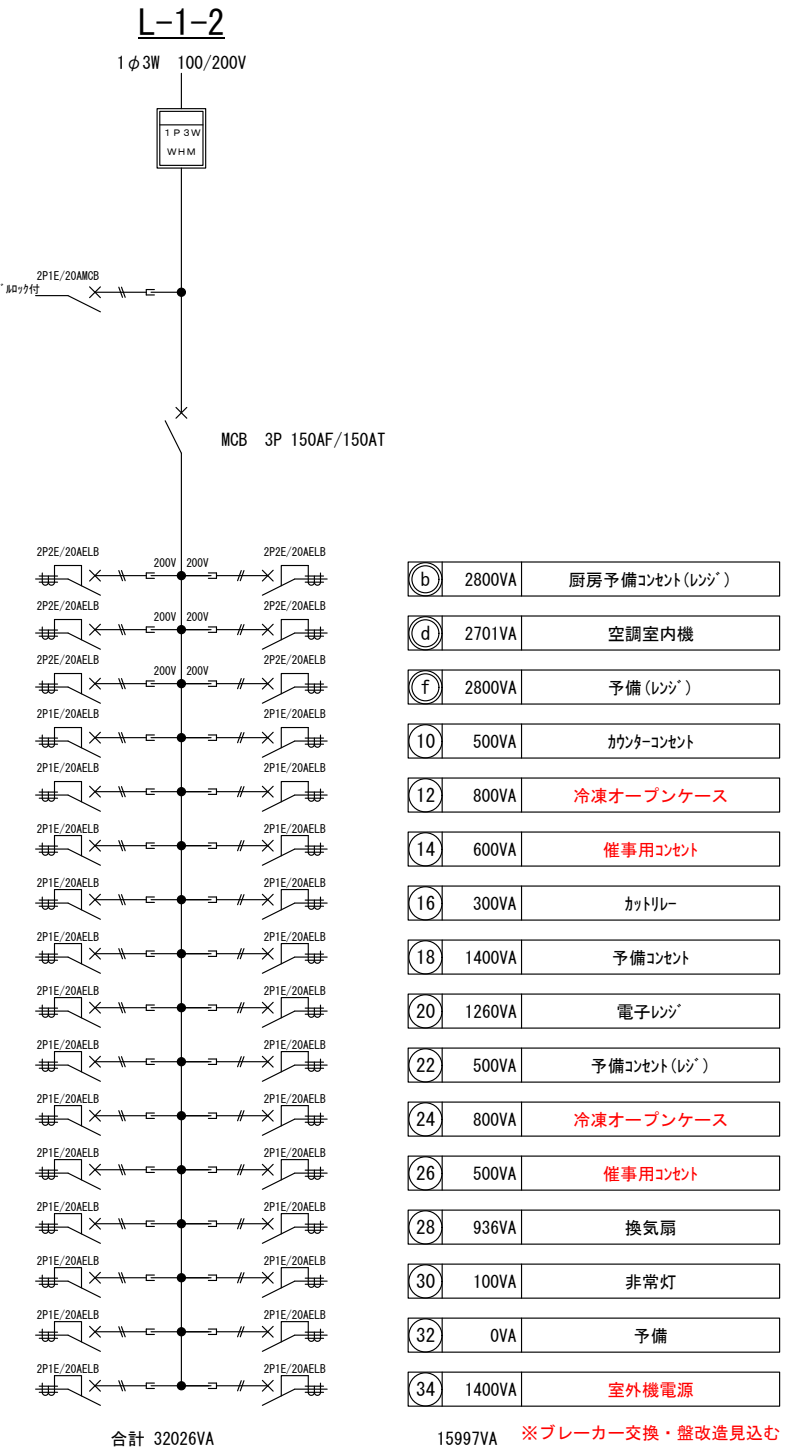 L-1-2
1φ3W 100/200V
1P3W
WHM
2P1E/20AMCB
ﾞﾙﾛｯｸ付
MCB 3P 150AF/150AT
2P2E/20AELB 200V 200V 2P2E/20AELB
b 2800VA 厨房予備ｺﾝｾﾝﾄ(ﾚﾝｼﾞ)
2P2E/20AELB 200V 200V 2P2E/20AELB
d 2701VA 空調室内機
2P2E/20AELB 200V 200V 2P2E/20AELB
f 2800VA 予備(ﾚﾝｼﾞ)
2P1E/20AELB 2P1E/20AELB
10 500VA ｶｳﾝﾀｰｺﾝｾﾝﾄ
2P1E/20AELB 2P1E/20AELB
12 800VA 冷凍オープンケース
2P1E/20AELB 2P1E/20AELB
14 600VA 催事用ｺﾝｾﾝﾄ
2P1E/20AELB 2P1E/20AELB
16 300VA ｶｯﾄﾘﾚｰ
2P1E/20AELB 2P1E/20AELB
18 1400VA 予備ｺﾝｾﾝﾄ
2P1E/20AELB 2P1E/20AELB
20 1260VA 電子ﾚﾝｼﾞ
2P1E/20AELB 2P1E/20AELB
22 500VA 予備ｺﾝｾﾝﾄ(ﾚｼﾞ)
2P1E/20AELB 2P1E/20AELB
24 800VA 冷凍オープンケース
2P1E/20AELB 2P1E/20AELB
26 500VA 催事用ｺﾝｾﾝﾄ
2P1E/20AELB 2P1E/20AELB
28 936VA 換気扇
2P1E/20AELB 2P1E/20AELB
30 100VA 非常灯
2P1E/20AELB 2P1E/20AELB
32 0VA 予備
2P1E/20AELB 2P1E/20AELB
34 1400VA 室外機電源
合計 32026VA 15997VA ※ブレーカー交換・盤改造見込む